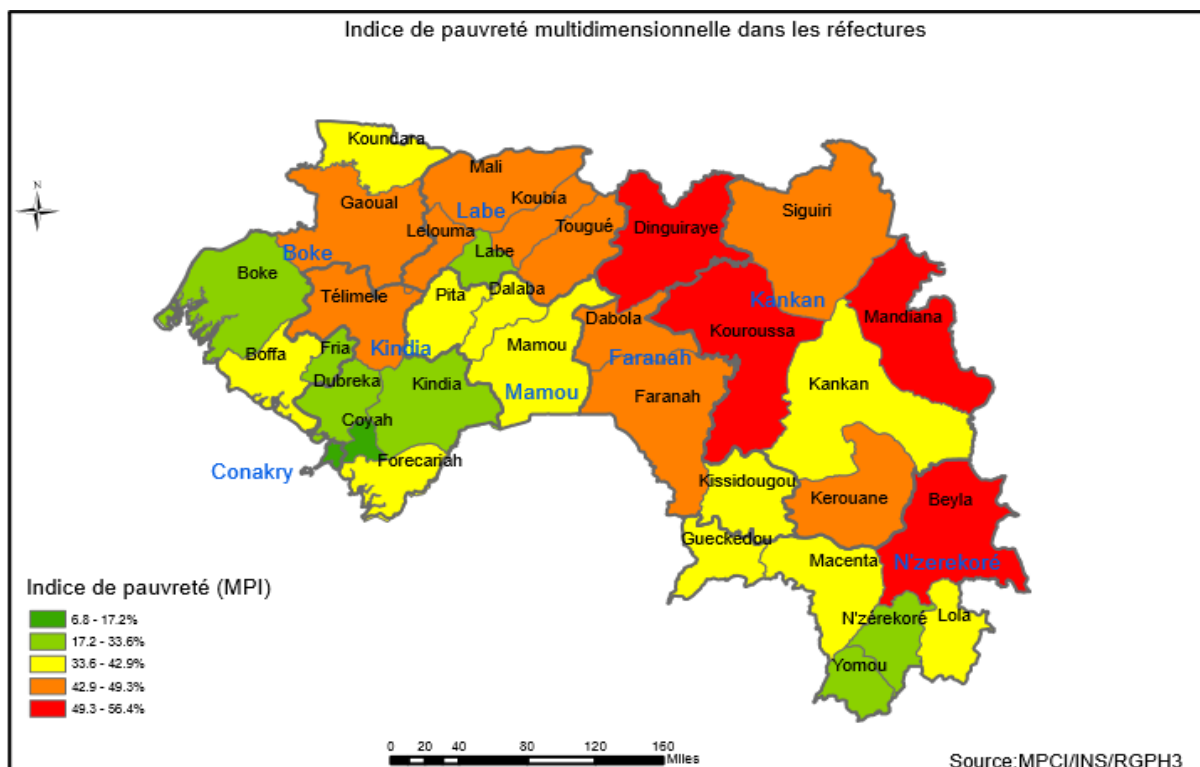 Indice de pauvreté multidimensionnelle dans les réfectures
N
Koundara
Mali
Gaoual
Koubia
Labe
Lelouma
Tougué
Siguiri
Dinguiraye
Boke
Labe
Boke
Télimele
Pita
Dalaba
Kankan
Dabola
Mandiana
Kouroussa
Fria
Kindia
Mamou
Faranah
Boffa
Dubreka
Kindia
Kankan
Mamou
Faranah
Coyah
Forecariah
Conakry
Kissidougou
Kerouane
Beyla
Gueckédou
Macenta
N'zerekoré
N'zérekoré
Lola
Yomou
Indice de pauvreté (MPI)
6.8 - 17.2%
17.2 - 33.6%
33.6 - 42.9%
42.9 - 49.3%
49.3 - 56.4%
0 20 40 80 120 160
Miles
Source:MPCI/INS/RGPH3